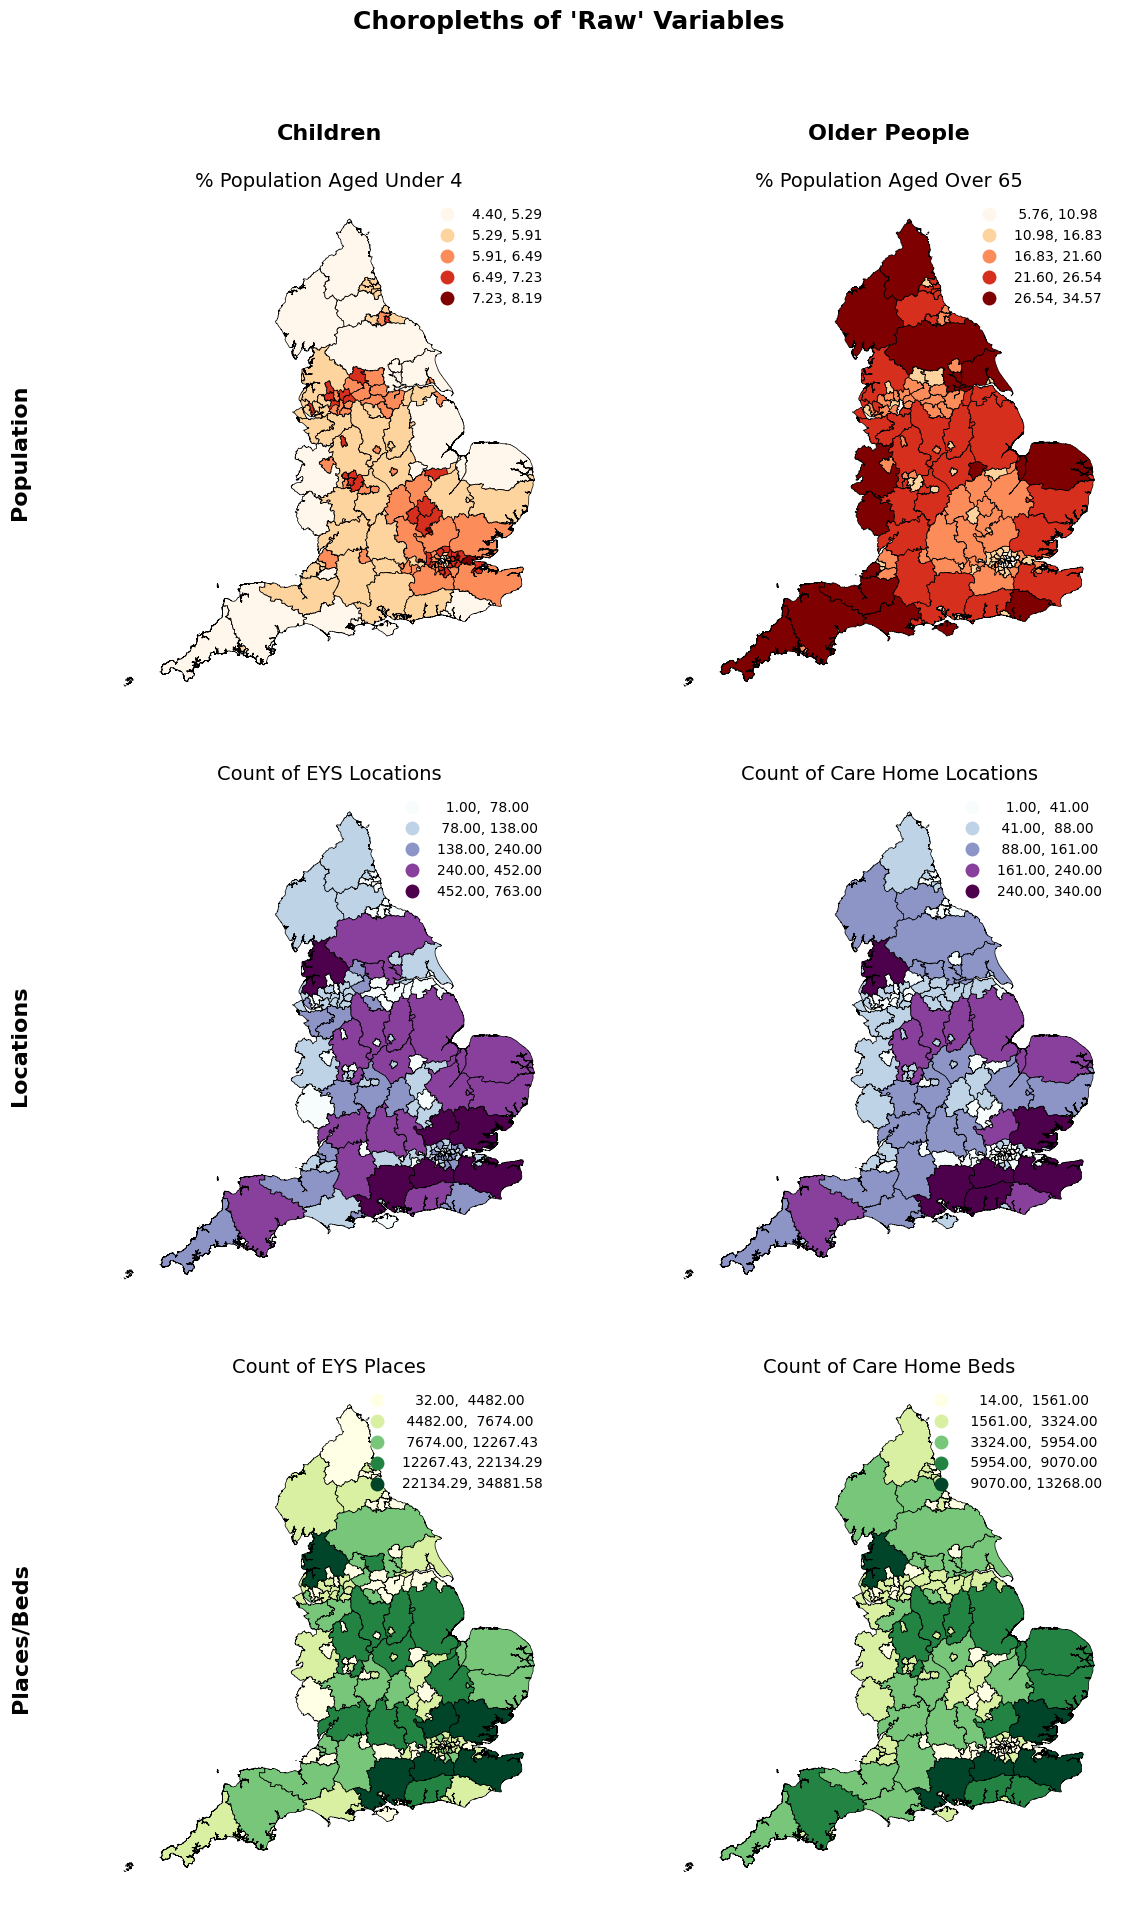 Choropleths of 'Raw' Variables
Children
Older People
% Population Aged Under 4
4.40, 5.29
5.29, 5.91
5.91, 6.49
6.49, 7.23
7.23, 8.19
% Population Aged Over 65
5.76, 10.98
10.98, 16.83
16.83, 21.60
21.60, 26.54
26.54, 34.57
Population
Count of EYS Locations
1.00, 78.00
78.00, 138.00
138.00, 240.00
240.00, 452.00
452.00, 763.00
Count of Care Home Locations
1.00, 41.00
41.00, 88.00
88.00, 161.00
161.00, 240.00
240.00, 340.00
Locations
Count of EYS Places
32.00, 4482.00
4482.00, 7674.00
7674.00, 12267.43
12267.43, 22134.29
22134.29, 34881.58
Count of Care Home Beds
14.00, 1561.00
1561.00, 3324.00
3324.00, 5954.00
5954.00, 9070.00
9070.00, 13268.00
Places/Beds